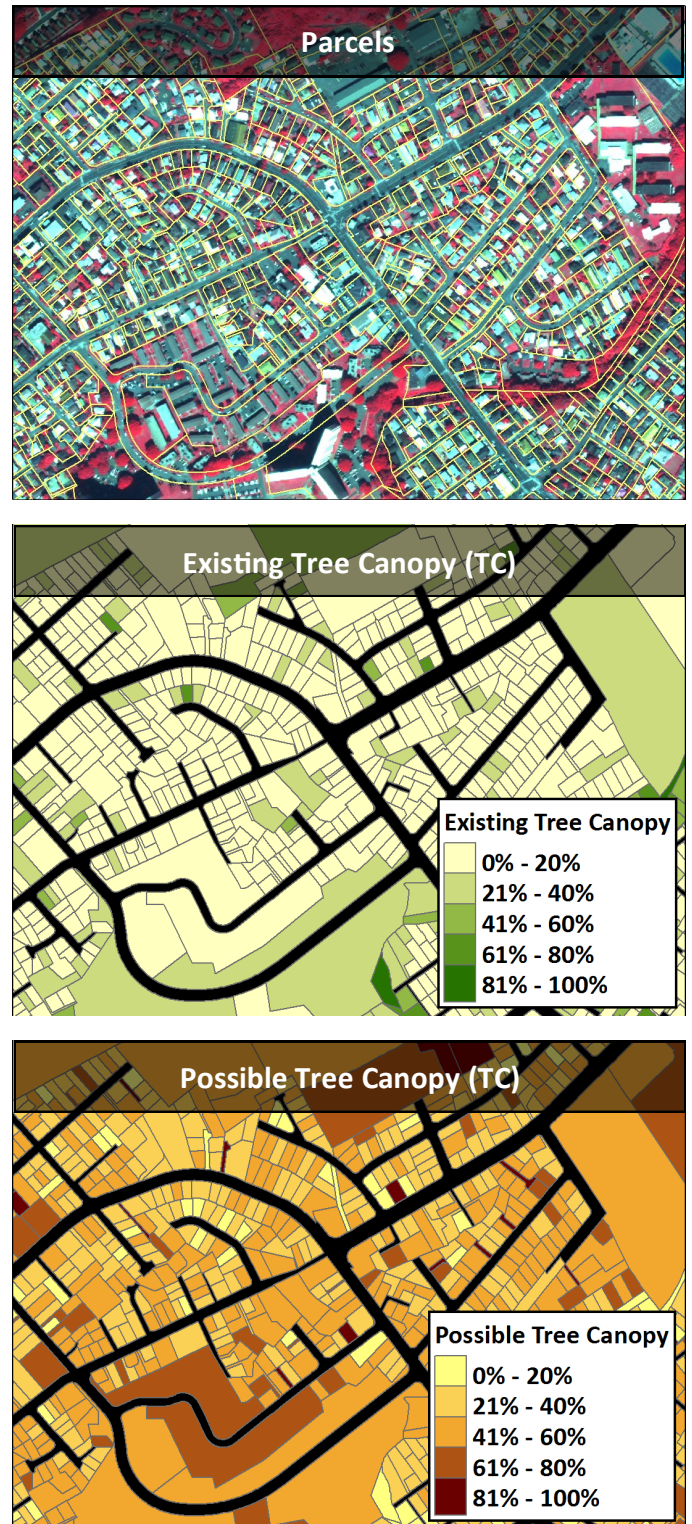 Parcels
Existing Tree Canopy (TC)
Existing Tree Canopy
0% - 20%
21% - 40%
41% - 60%
61% - 80%
81% - 100%
Possible Tree Canopy (TC)
Possible Tree Canopy
0% - 20%
21% - 40%
41% - 60%
61% - 80%
81% - 100%